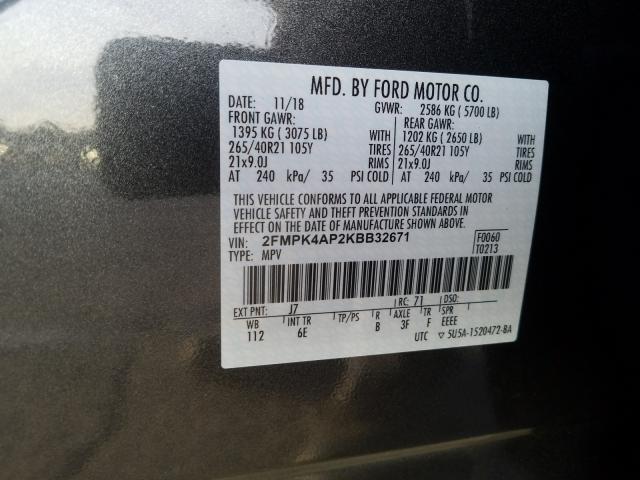 MFD. BY FORD MOTOR CO.
DATE: 11/18 GVWR: 2586 KG ( 5700 LB)
FRONT GAWR: REAR GAWR:
1395 KG ( 3075 LB) WITH 1202 KG ( 2650 LB) WITH
265/40R21 105Y TIRES 265/40R21 105Y TIRES
21x9.0J RIMS 21x9.0J RIMS
AT 240 kPa/ 35 PSI COLD AT 240 kPa/ 35 PSI COLD
THIS VEHICLE CONFORMS TO ALL APPLICABLE FEDERAL MOTOR
VEHICLE SAFETY AND THEFT PREVENTION STANDARDS IN
EFFECT ON THE DATE OF MANUFACTURE SHOWN ABOVE.
VIN: 2FMPK4AP2KBB32671 F0060
TYPE: MPV T0213
EXT PNT: J7 RC: 71 DSO:
WB INT TR TP/PS R AXLE TR SPR
112 6E B 3F F EEEE
UTC ▽ 5U5A-1520472-BA